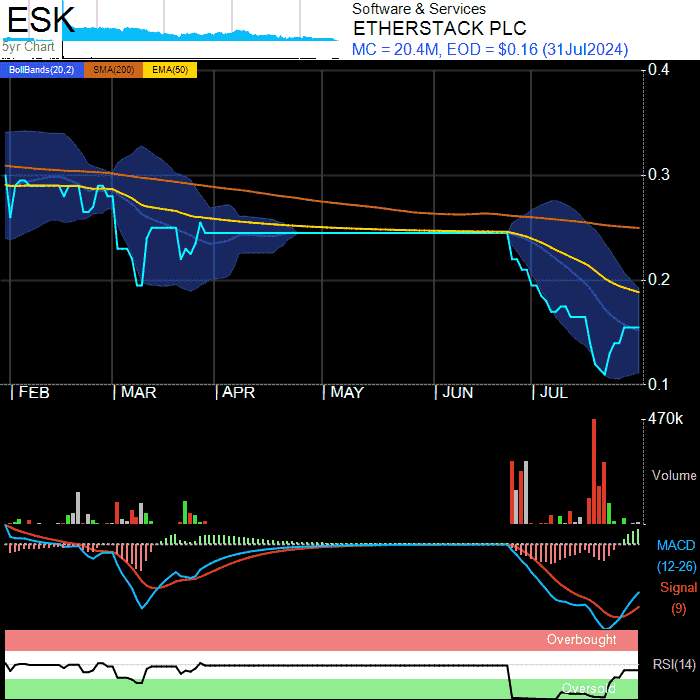 ESK
5yr Chart
Software & Services
ETHERSTACK PLC
MC = 20.4M, EOD = $0.16 (31Jul2024)
BollBands(20,2) SMA(200) EMA(50)
0.4
0.3
0.2
0.1
FEB MAR APR MAY JUN JUL
470k
Volume
MACD
(12-26)
Signal
(9)
Overbought
RSI(14)
Oversold